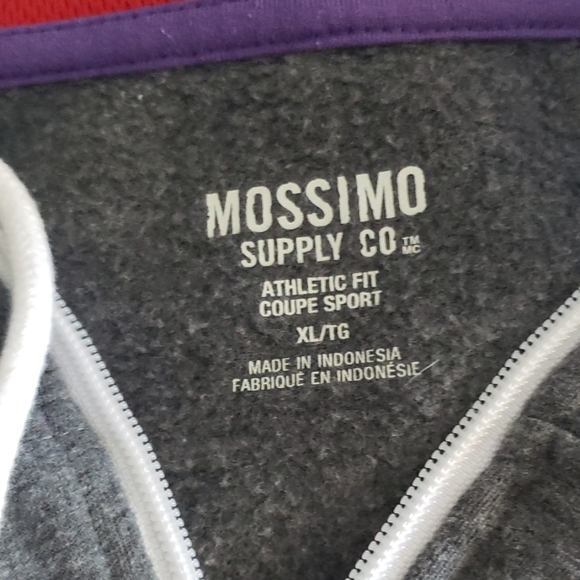 MOSSIMO
SUPPLY CO ™ MC
ATHLETIC FIT
COUPE SPORT
XL/TG
MADE IN INDONESIA
FABRIQUÉ EN INDONÉSIE